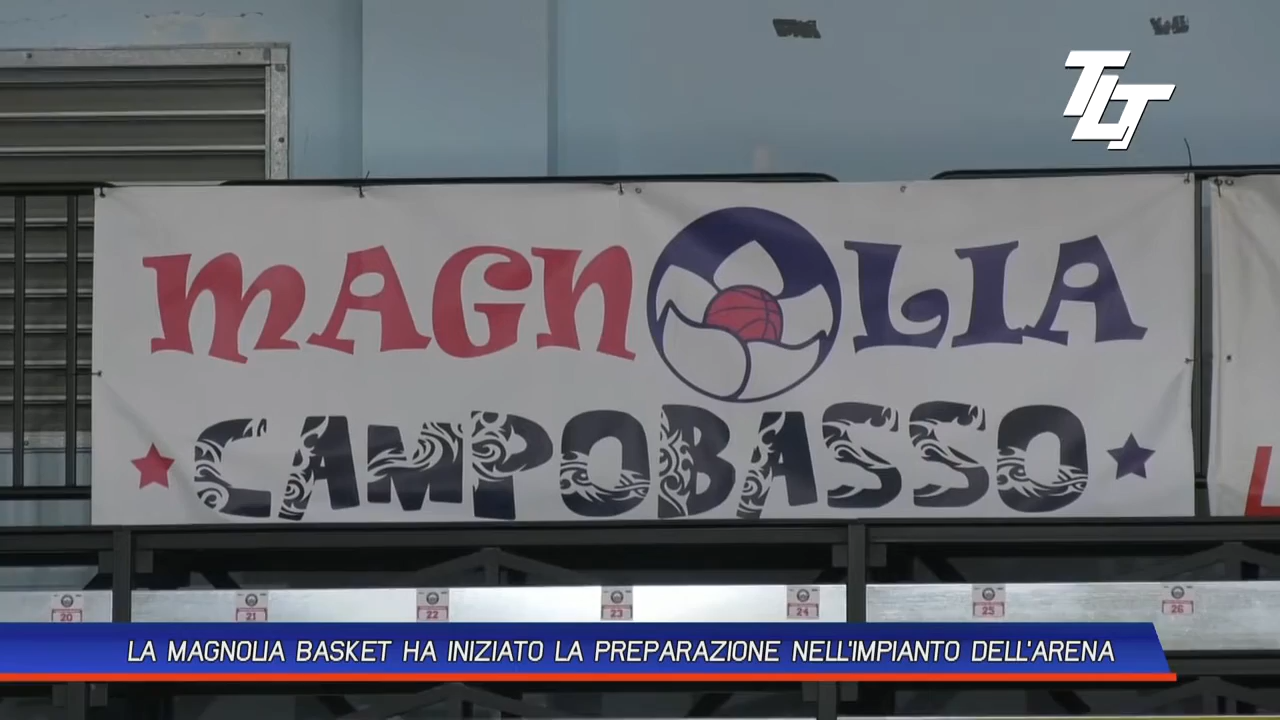 TLT
MAGNOLIA
CAMPOBASSO
20 21 22 23 24 25 26
LA MAGNOLIA BASKET HA INIZIATO LA PREPARAZIONE NELL'IMPIANTO DELL'ARENA